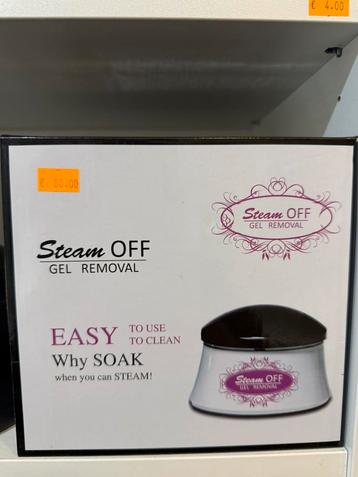 € 4.00
Steam OFF
GEL REMOVAL
Steam OFF
GEL REMOVAL
EASY TO USE
TO CLEAN
Why SOAK
when you can STEAM!
Steam OFF
GEL REMOVAL